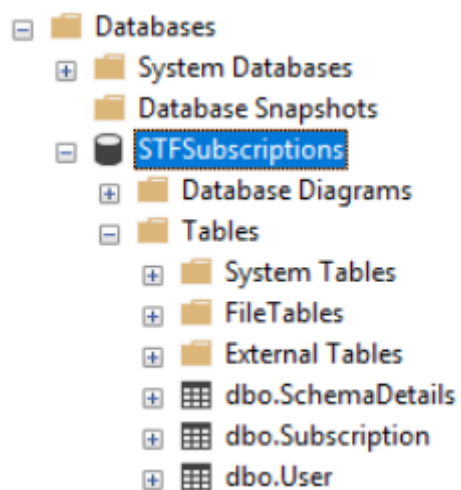 Databases
System Databases
Database Snapshots
STFSubscriptions
Database Diagrams
Tables
System Tables
FileTables
External Tables
dbo.SchemaDetails
dbo.Subscription
dbo.User